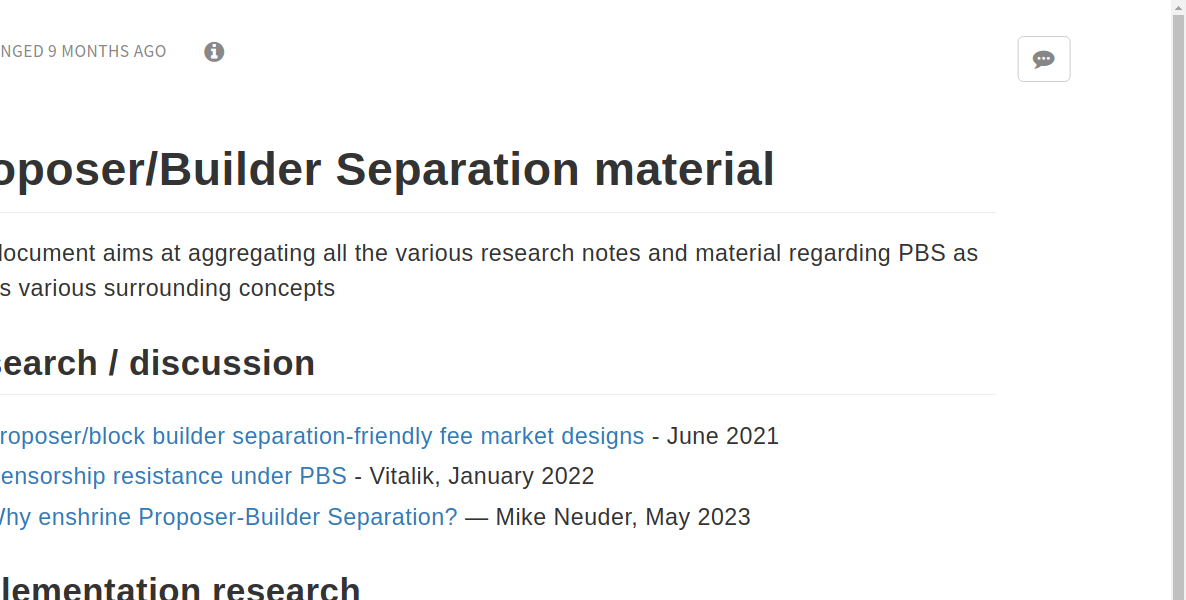 NGED 9 MONTHS AGO
oposer/Builder Separation material
document aims at aggregating all the various research notes and material regarding PBS as
s various surrounding concepts
search / discussion
roposer/block builder separation-friendly fee market designs - June 2021
ensorship resistance under PBS - Vitalik, January 2022
Why enshrine Proposer-Builder Separation? — Mike Neuder, May 2023
lementation research